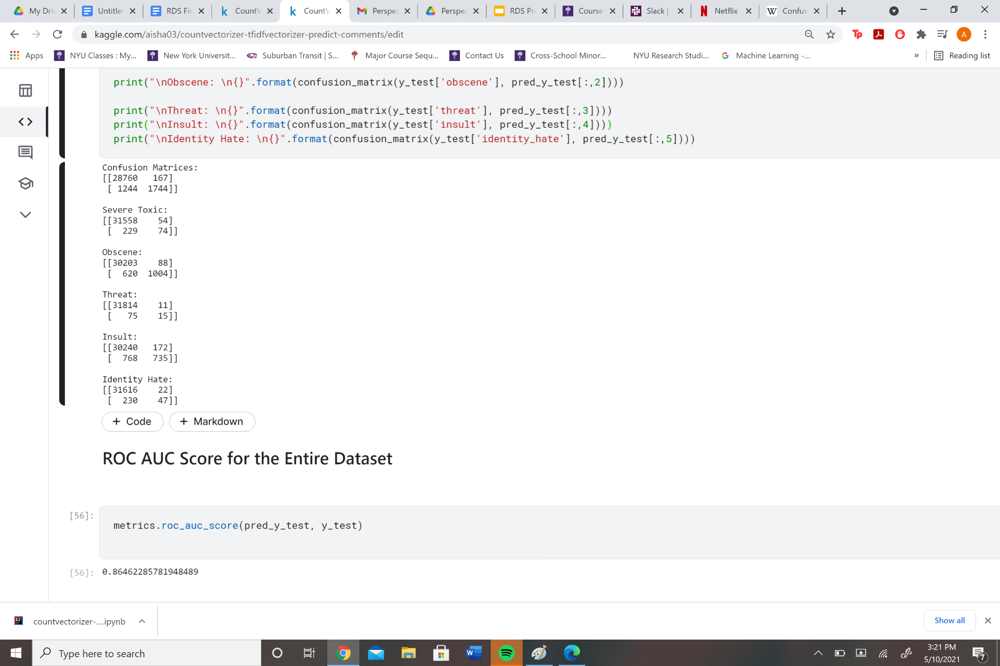 My Driv
Untitled
RDS Fin
CountV
CountV
Perspec
Perspec
RDS Pre
Course
Slack |
Netflix
Confus
kaggle.com/aisha03/countvectorizer-tfidfvectorizer-predict-comments/edit
Apps
NYU Classes : My...
New York Universit...
Suburban Transit | S...
Major Course Sequ...
Contact Us
Cross-School Minor...
NYU Research Studi...
Machine Learning -...
»
Reading list
print("\nObscene: \n{}".format(confusion_matrix(y_test['obscene'], pred_y_test[:,2])))
print("\nThreat: \n{}".format(confusion_matrix(y_test['threat'], pred_y_test[:,3])))
print("\nInsult: \n{}".format(confusion_matrix(y_test['insult'], pred_y_test[:,4])))
print("\nIdentity Hate: \n{}".format(confusion_matrix(y_test['identity_hate'], pred_y_test[:,5])))
Confusion Matrices:
[[28760   167]
 [ 1244  1744]]
Severe Toxic:
[[31558    54]
 [  229    74]]
Obscene:
[[30203    88]
 [  620  1004]]
Threat:
[[31814    11]
 [   75    15]]
Insult:
[[30240   172]
 [  768   735]]
Identity Hate:
[[31616    22]
 [  230    47]]
+ Code
+ Markdown
ROC AUC Score for the Entire Dataset
[56]:
metrics.roc_auc_score(pred_y_test, y_test)
[56]: 0.86462285781948489
countvectorizer-....ipynb
Show all
Type here to search
3:21 PM
5/10/2021
7